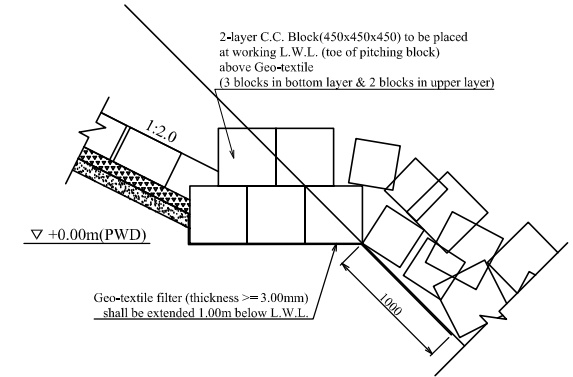 2-layer C.C. Block(450x450x450) to be placed
at working L.W.L. (toe of pitching block)
above Geo-textile
(3 blocks in bottom layer & 2 blocks in upper layer)
1:2.0
▽ +0.00m(PWD)
Geo-textile filter (thickness >= 3.00mm)
shall be extended 1.00m below L.W.L.
1000